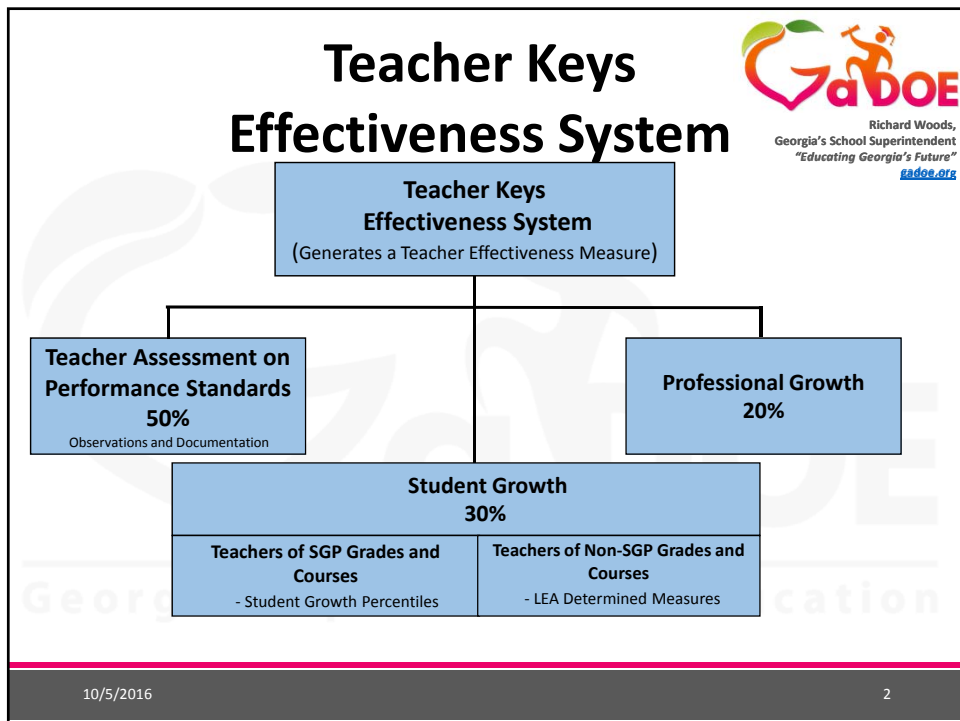 Teacher Keys
Effectiveness System
GaDOE
Richard Woods,
Georgia's School Superintendent
"Educating Georgia's Future"
gadoe.org
Teacher Keys
Effectiveness System
(Generates a Teacher Effectiveness Measure)
Teacher Assessment on
Performance Standards
50%
Observations and Documentation
Professional Growth
20%
Student Growth
30%
Teachers of SGP Grades and
Courses
- Student Growth Percentiles
Teachers of Non-SGP Grades and
Courses
- LEA Determined Measures
10/5/2016
2